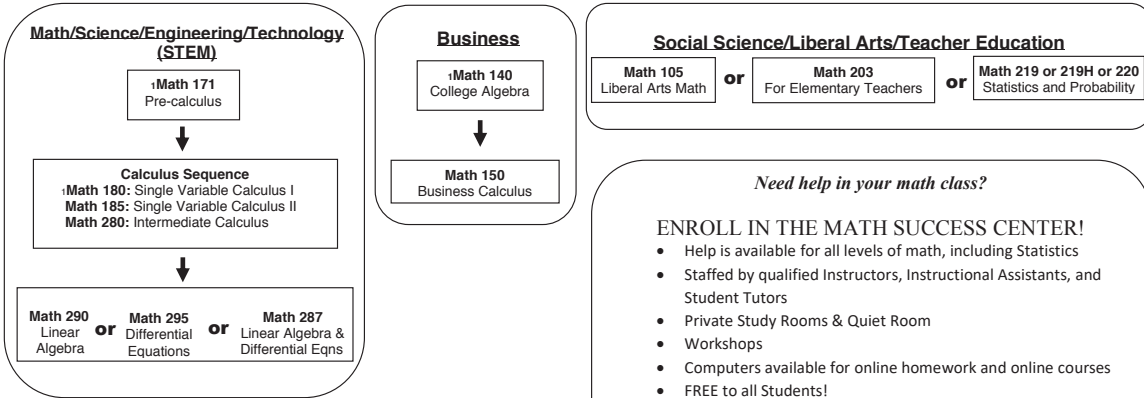 Math/Science/Engineering/Technology
(STEM)
1Math 171
Pre-calculus
Calculus Sequence
1Math 180: Single Variable Calculus I
1Math 185: Single Variable Calculus II
Math 280: Intermediate Calculus
Math 290
Linear
Algebra
or
Math 295
Differential
Equations
or
Math 287
Linear Algebra &
Differential Eqns
Business
1Math 140
College Algebra
Math 150
Business Calculus
Social Science/Liberal Arts/Teacher Education
Math 105
Liberal Arts Math
or
Math 203
For Elementary Teachers
or
Math 219 or 219H or 220
Statistics and Probability
Need help in your math class?
ENROLL IN THE MATH SUCCESS CENTER!
• Help is available for all levels of math, including Statistics
• Staffed by qualified Instructors, Instructional Assistants, and
Student Tutors
• Private Study Rooms & Quiet Room
• Workshops
• Computers available for online homework and online courses
• FREE to all Students!